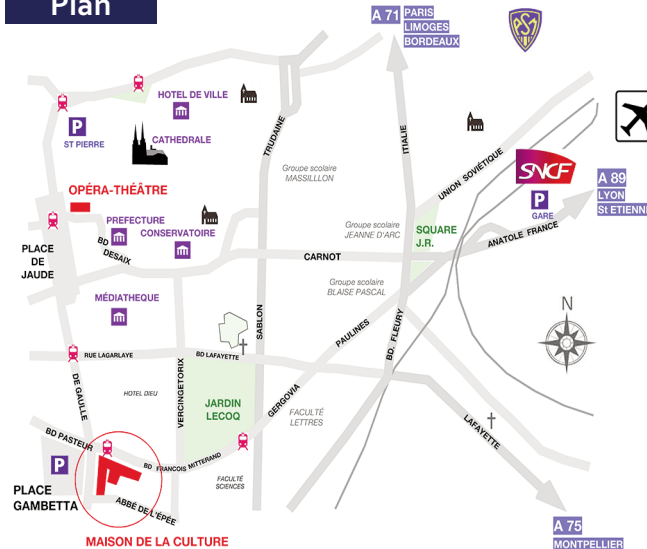 Plan
A 71
PARIS
LIMOGES
BORDEAUX
ASM
HOTEL DE VILLE
P
ST PIERRE
CATHEDRALE
TRUDAINE
ITIALIE
UNION SOVIÉTIQUE
Groupe scolaire
MASSILLLON
SNCF
P
GARE
A 89
LYON
St ETIENNE
OPÉRA-THÉÂTRE
PREFECTURE
CONSERVATOIRE
BD
DESAIX
PLACE
DE
JAUDE
Groupe scolaire
JEANNE D'ARC
SQUARE
J.R.
ANATOLE FRANCE
CARNOT
Groupe scolaire
BLAISE PASCAL
MÉDIATHEQUE
N
SABLON
PAULINES
BD. FLEURY
RUE LAGARLAYE
BD LAFAYETTE
VERCINGETORIX
DE GAULLE
HOTEL DIEU
JARDIN
LECOQ
GERGOVIA
FACULTÉ
LETTRES
LAFAYETTE
BD PASTEUR
BD FRANCOIS MITTERAND
FACULTÉ
SCIENCES
P
PLACE
GAMBETTA
ABBÉ DE L'ÉPÉE
MAISON DE LA CULTURE
A 75
MONTPELLIER